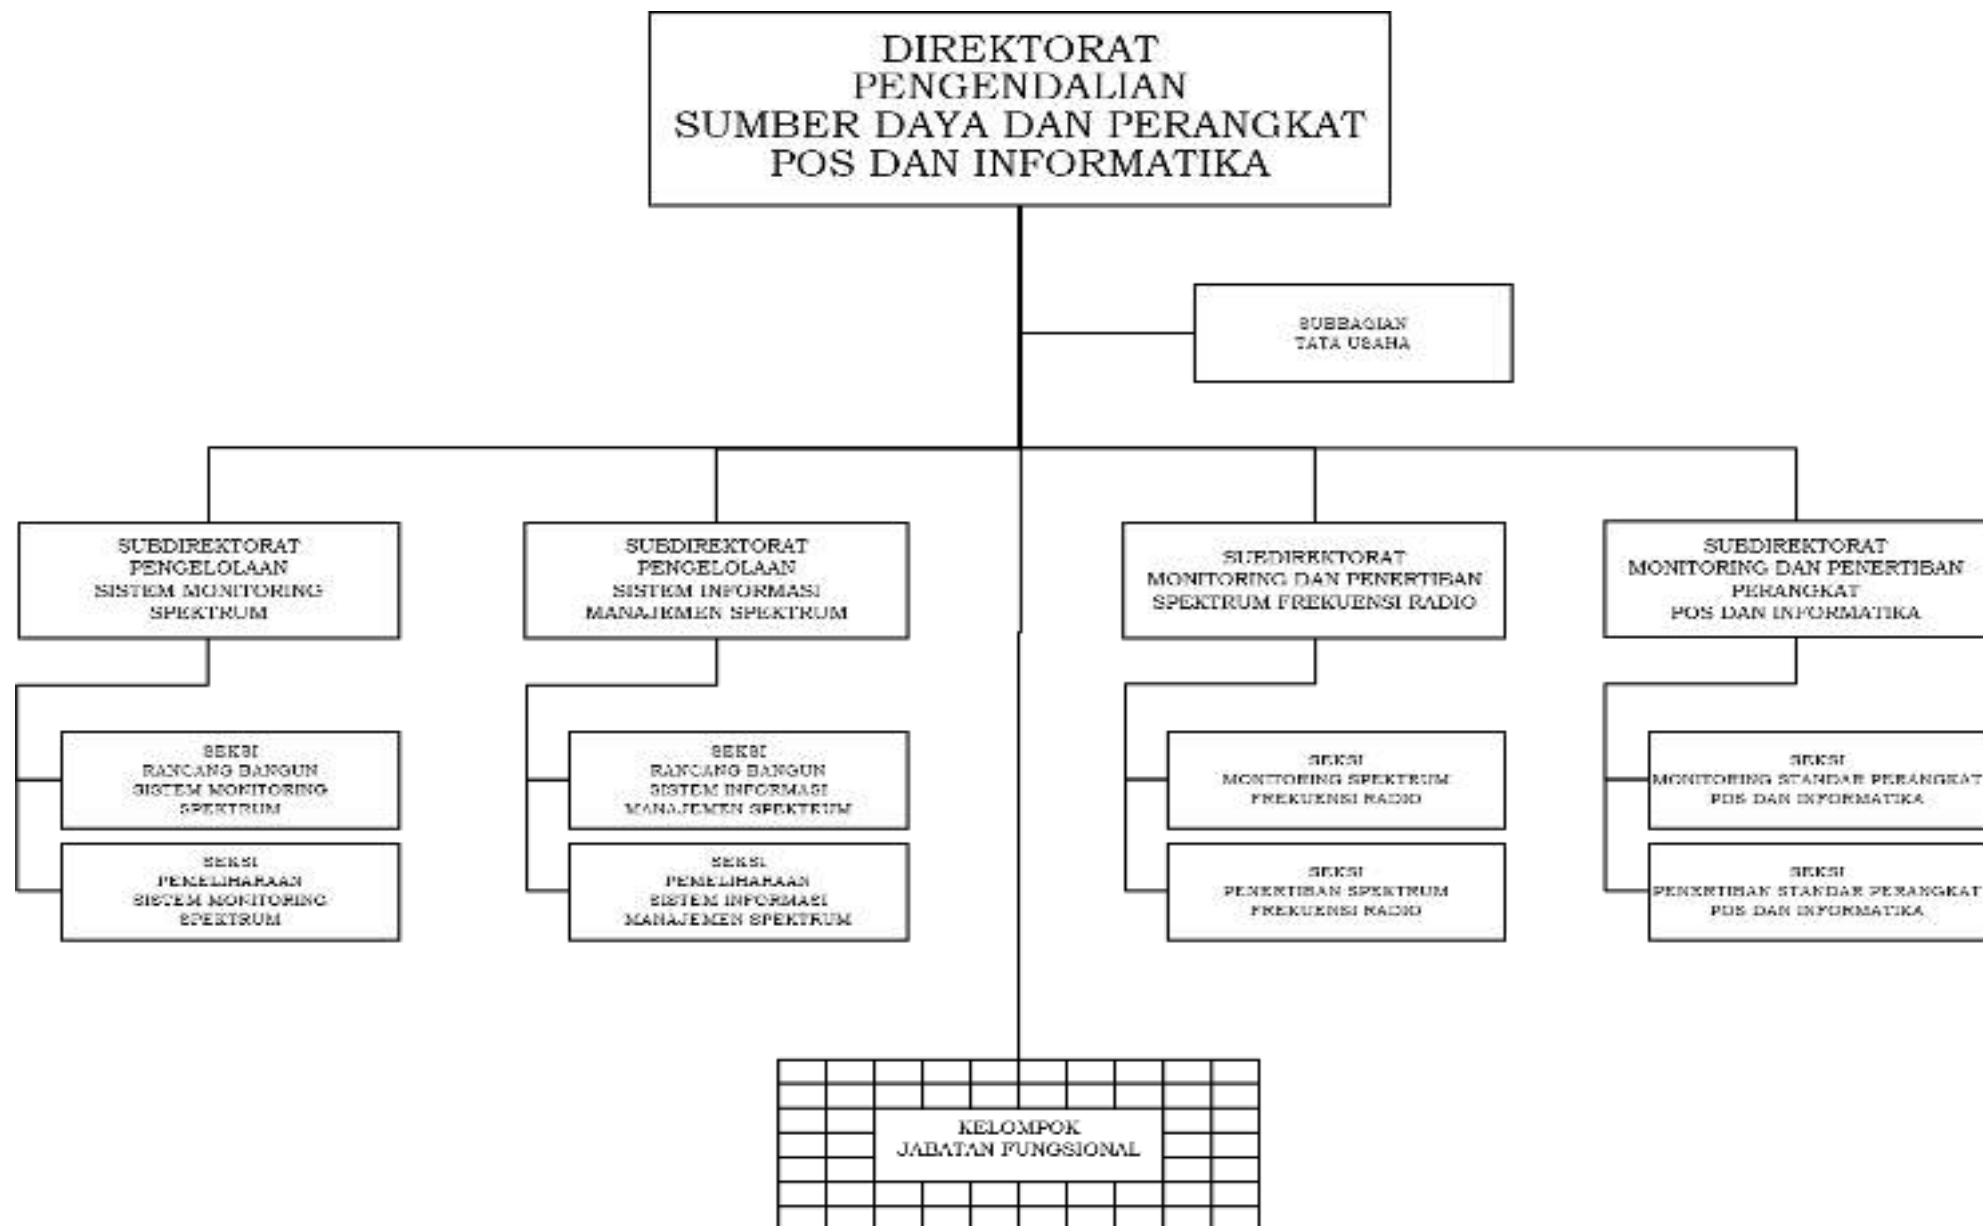 DIREKTORAT
PENGENDALIAN
SUMBER DAYA DAN PERANGKAT
POS DAN INFORMATIKA
SUBBAGIAN
TATA USAHA
SUBDIREKTORAT
PENGELOLAAN
SISTEM MONITORING
SPEKTRUM
SUBDIREKTORAT
PENGELOLAAN
SISTEM INFORMASI
MANAJEMEN SPEKTRUM
SUBDIREKTORAT
MONITORING DAN PENERTIBAN
SPEKTRUM FREKUENSI RADIO
SUBDIREKTORAT
MONITORING DAN PENERTIBAN
PERANGKAT
POS DAN INFORMATIKA
SEKSI
RANCANG BANGUN
SISTEM MONITORING
SPEKTRUM
SEKSI
RANCANG BANGUN
SISTEM INFORMASI
MANAJEMEN SPEKTRUM
SEKSI
MONITORING SPEKTRUM
FREKUENSI RADIO
SEKSI
MONITORING STANDAR PERANGKAT
POS DAN INFORMATIKA
SEKSI
PEMELIHARAAN
SISTEM MONITORING
SPEKTRUM
SEKSI
PEMELIHARAAN
SISTEM INFORMASI
MANAJEMEN SPEKTRUM
SEKSI
PENERTIBAN SPEKTRUM
FREKUENSI RADIO
SEKSI
PENERTIBAN STANDAR PERANGKAT
POS DAN INFORMATIKA
KELOMPOK
JABATAN FUNGSIONAL